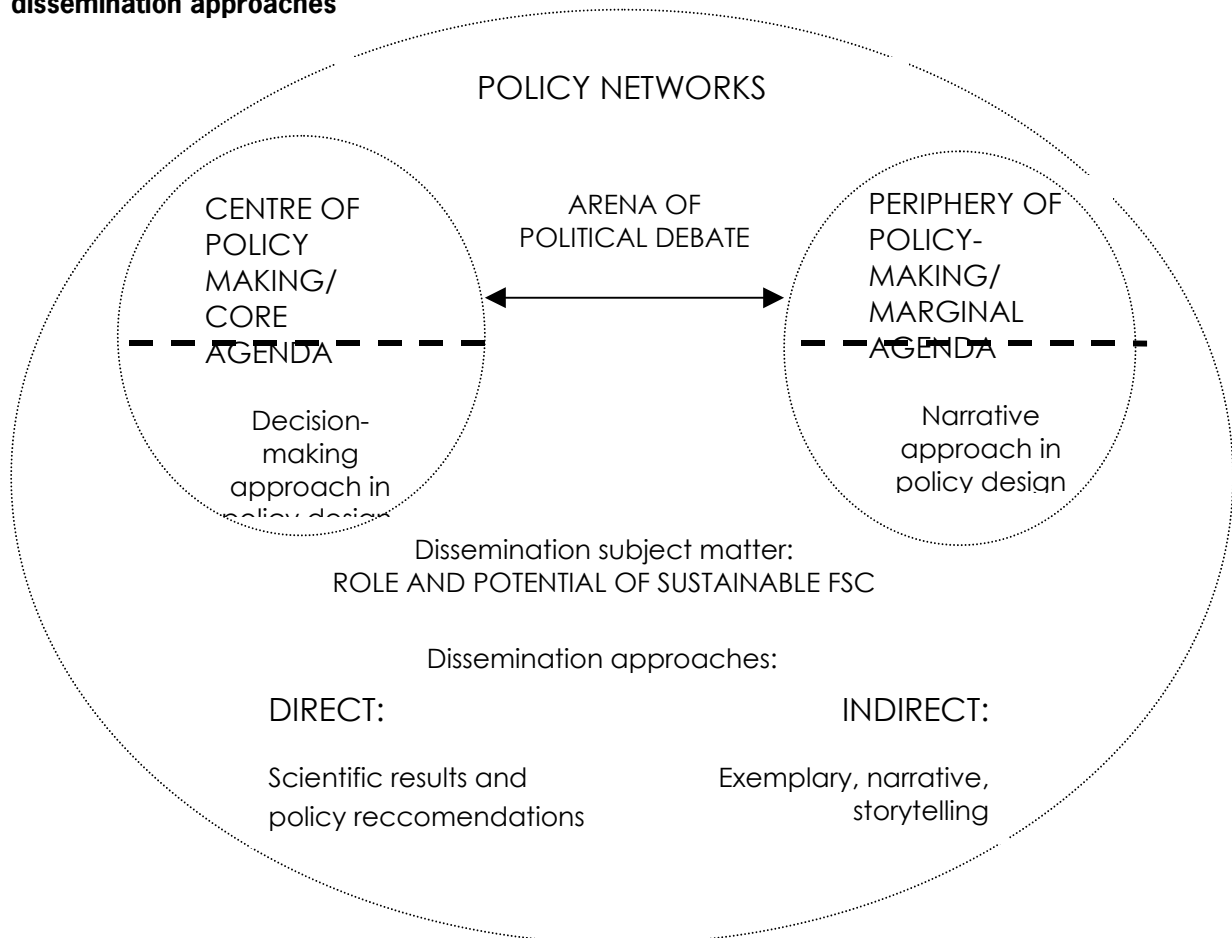 dissemination approaches
POLICY NETWORKS
CENTRE OF
POLICY
MAKING/
CORE
AGENDA
Decision-
making
approach in
policy design
ARENA OF
POLITICAL DEBATE
PERIPHERY OF
POLICY-
MAKING/
MARGINAL
AGENDA
Narrative
approach in
policy design
Dissemination subject matter:
ROLE AND POTENTIAL OF SUSTAINABLE FSC
Dissemination approaches:
DIRECT:
Scientific results and
policy reccomendations
INDIRECT:
Exemplary, narrative,
storytelling